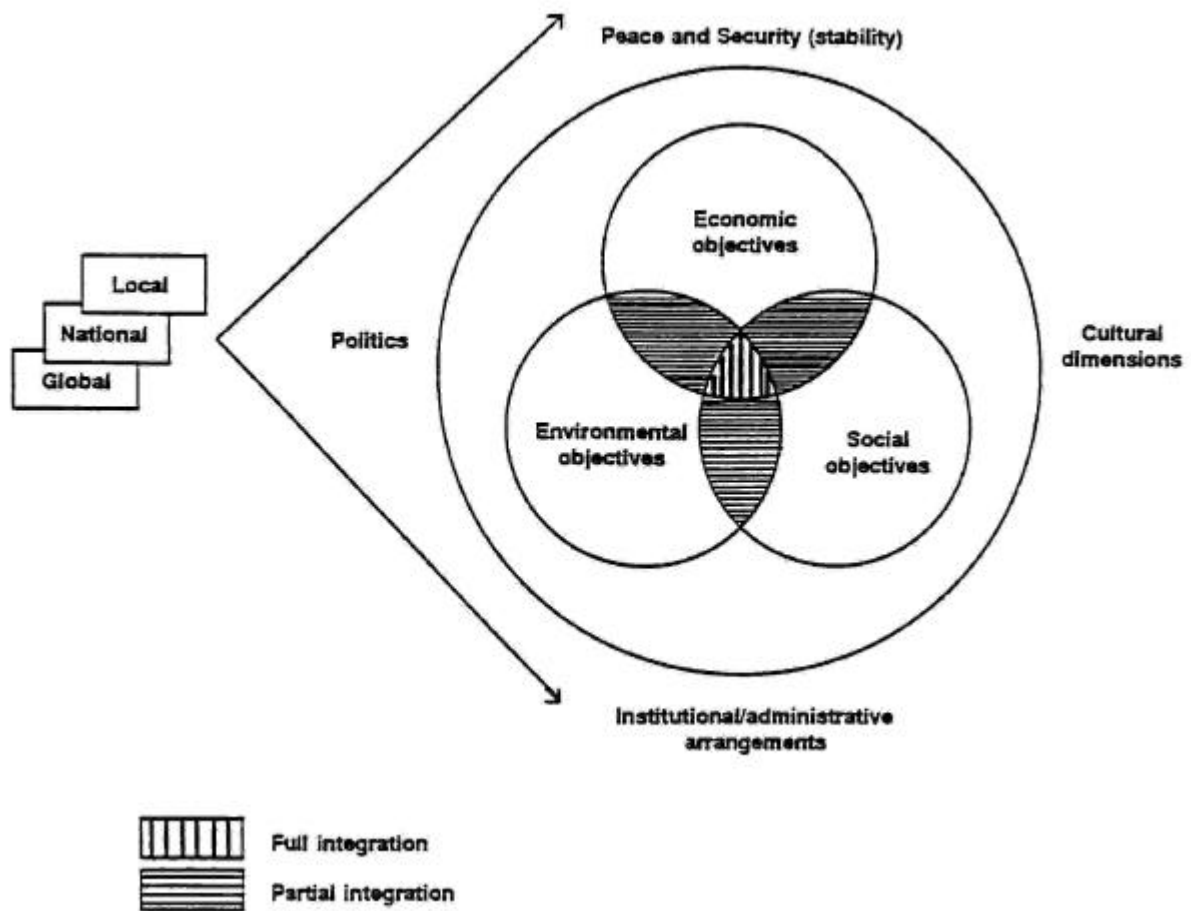 Peace and Security (stability)
Economic
objectives
Local
National
Global
Politics
Cultural
dimensions
Environmental
objectives
Social
objectives
Institutional/administrative
arrangements
Full integration
Partial integration